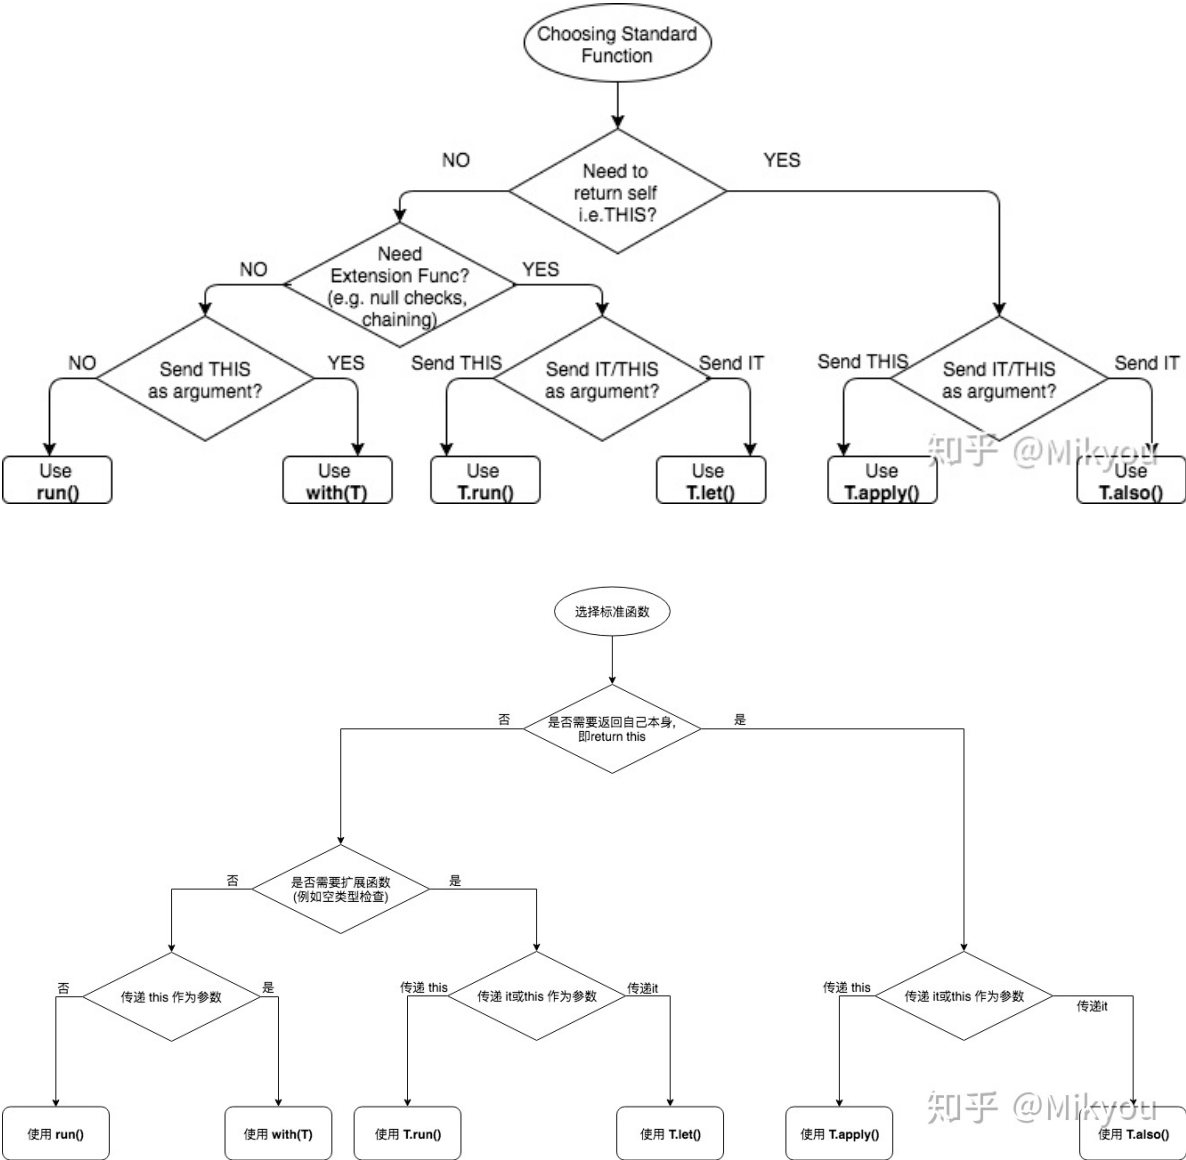 Choosing Standard
Function
NO
YES
Need to
return self
i.e.THIS?
NO
Need
Extension Func?
(e.g. null checks,
chaining)
YES
NO
Send THIS
as argument?
YES
Send THIS
Send IT/THIS
as argument?
Send IT
Send THIS
Send IT/THIS
as argument?
Send IT
知乎 @Mikyou
Use
run()
Use
with(T)
Use
T.run()
Use
T.let()
Use
T.apply()
Use
T.also()
选择标准函数
否
是否需要返回自己本身,
即return this
是
否
是否需要扩展函数
(例如空类型检查)
是
否
传递 this 作为参数
是
传递 this
传递 it或this 作为参数
传递it
传递 this
传递 it或this 作为参数
传递it
知乎 @Mikyou
使用 run()
使用 with(T)
使用 T.run()
使用 T.let()
使用 T.apply()
使用 T.also()